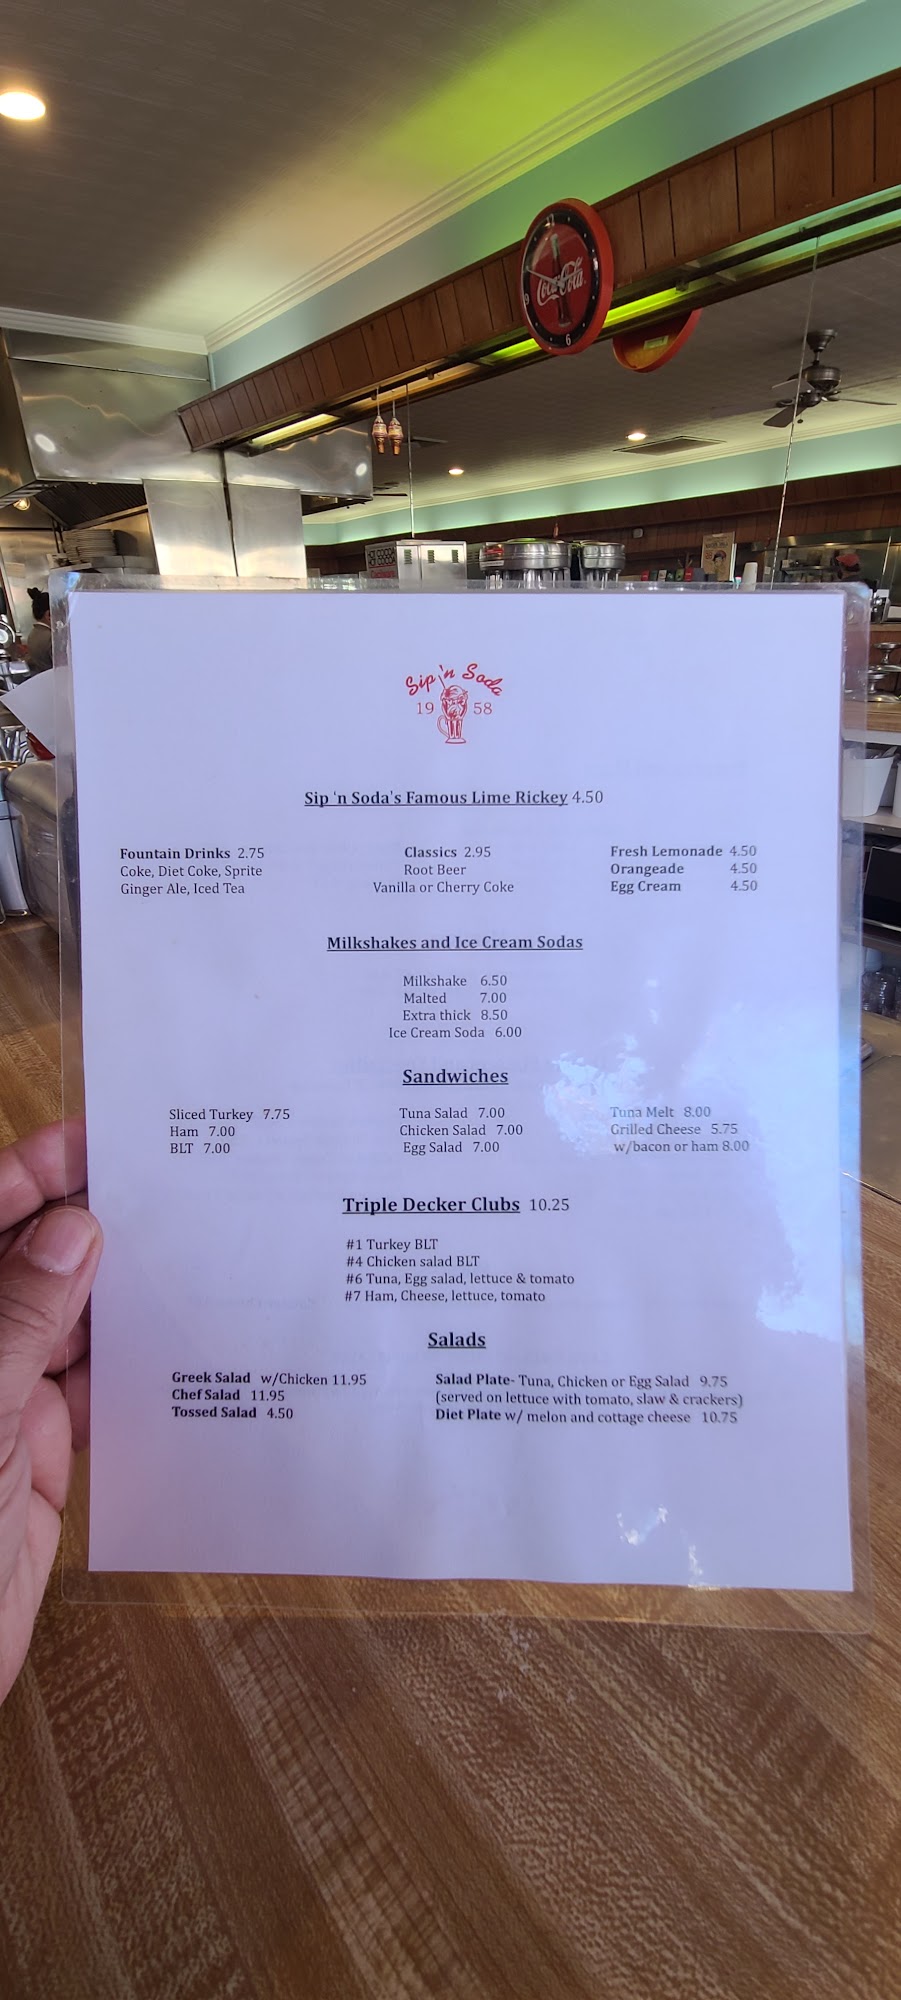 12
9
6
Coca-Cola
Sip 'n Soda
19 58
Sip 'n Soda's Famous Lime Rickey 4.50
Fountain Drinks 2.75
Coke, Diet Coke, Sprite
Ginger Ale, Iced Tea
Classics 2.95
Root Beer
Vanilla or Cherry Coke
Fresh Lemonade 4.50
Orangeade 4.50
Egg Cream 4.50
Milkshakes and Ice Cream Sodas
Milkshake 6.50
Malted 7.00
Extra thick 8.50
Ice Cream Soda 6.00
Sandwiches
Sliced Turkey 7.75
Ham 7.00
BLT 7.00
Tuna Salad 7.00
Chicken Salad 7.00
Egg Salad 7.00
Tuna Melt 8.00
Grilled Cheese 5.75
w/bacon or ham 8.00
Triple Decker Clubs 10.25
#1 Turkey BLT
#4 Chicken salad BLT
#6 Tuna, Egg salad, lettuce & tomato
#7 Ham, Cheese, lettuce, tomato
Salads
Greek Salad w/Chicken 11.95
Chef Salad 11.95
Tossed Salad 4.50
Salad Plate- Tuna, Chicken or Egg Salad 9.75
(served on lettuce with tomato, slaw & crackers)
Diet Plate w/ melon and cottage cheese 10.75